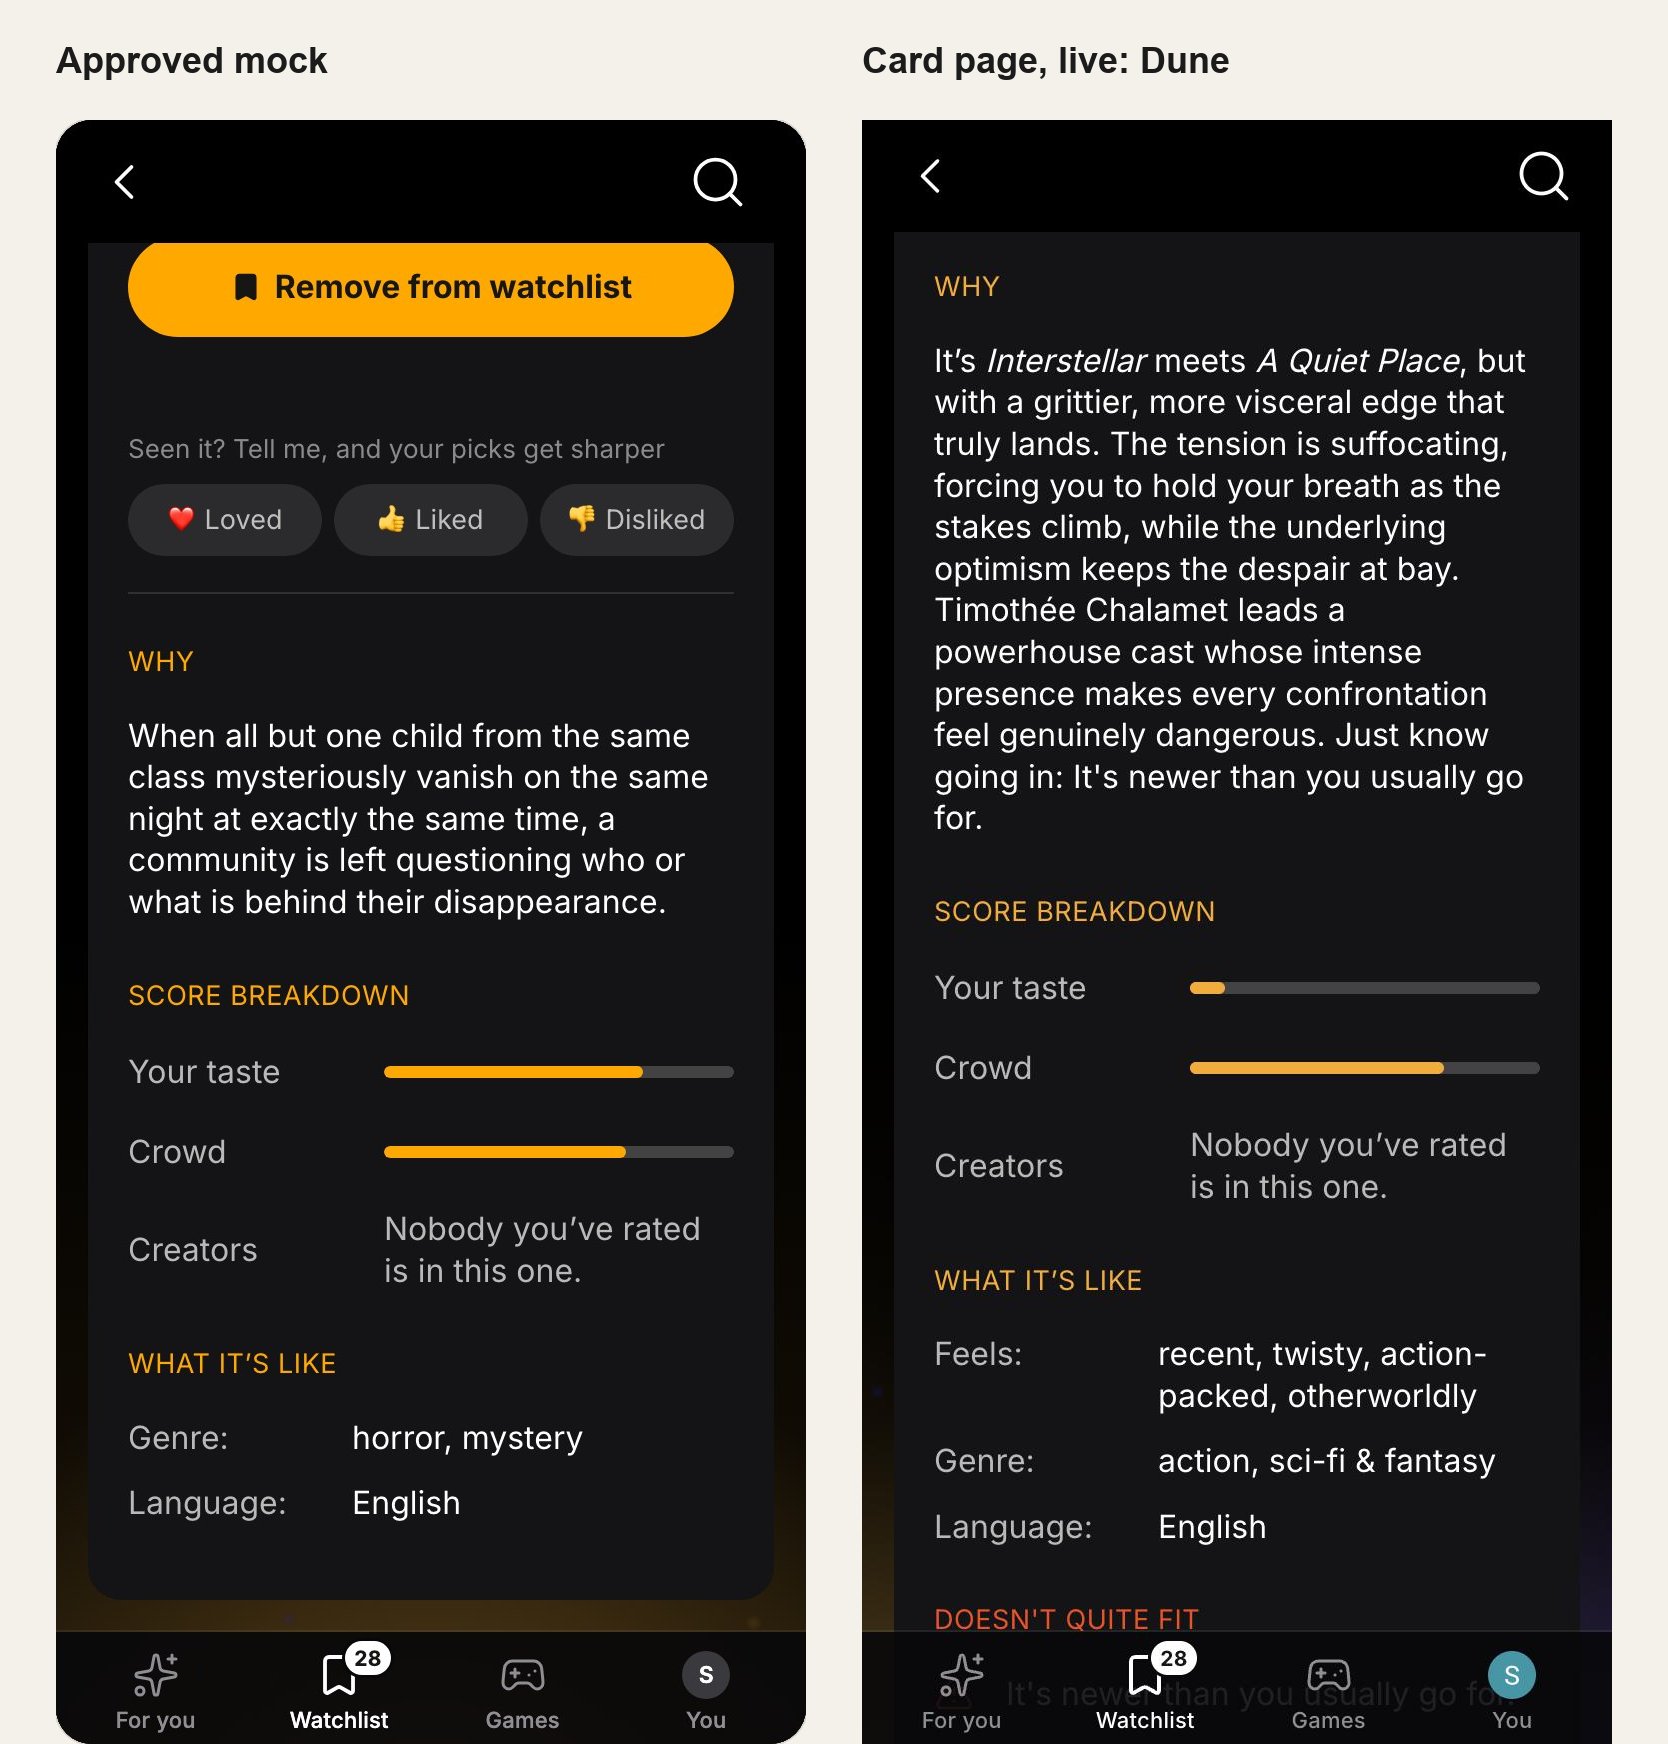 Approved mock
Remove from watchlist
Seen it? Tell me, and your picks get sharper
❤️ Loved
👍 Liked
👎 Disliked
WHY
When all but one child from the same
class mysteriously vanish on the same
night at exactly the same time, a
community is left questioning who or
what is behind their disappearance.
SCORE BREAKDOWN
Your taste
Crowd
Creators
Nobody you’ve rated
is in this one.
WHAT IT’S LIKE
Genre: horror, mystery
Language: English
28
S
For you
Watchlist
Games
You
Card page, live: Dune
WHY
It’s Interstellar meets A Quiet Place, but
with a grittier, more visceral edge that
truly lands. The tension is suffocating,
forcing you to hold your breath as the
stakes climb, while the underlying
optimism keeps the despair at bay.
Timothée Chalamet leads a
powerhouse cast whose intense
presence makes every confrontation
feel genuinely dangerous. Just know
going in: It's newer than you usually go
for.
SCORE BREAKDOWN
Your taste
Crowd
Creators
Nobody you’ve rated
is in this one.
WHAT IT’S LIKE
Feels: recent, twisty, action-
packed, otherworldly
Genre: action, sci-fi & fantasy
Language: English
DOESN'T QUITE FIT
It's newer than you usually go for.
28
S
For you
Watchlist
Games
You